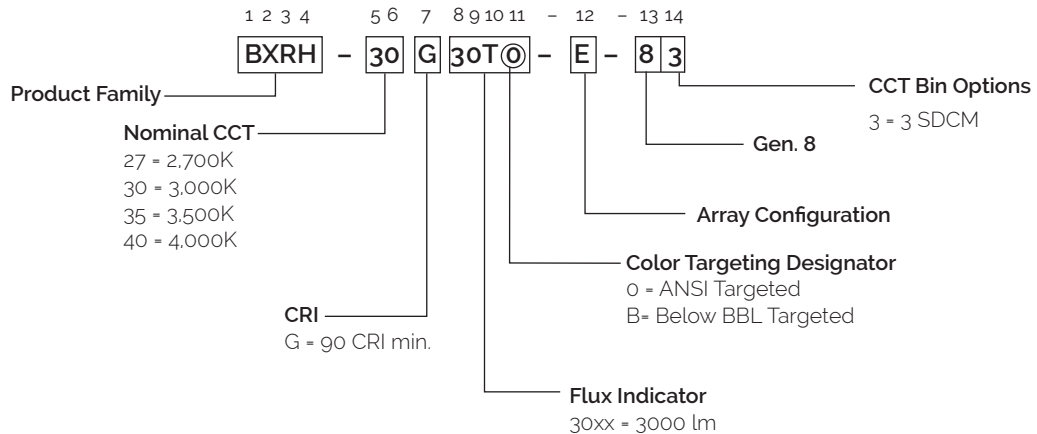 1 2 3 4 5 6 7 8 9 10 11 – 12 – 13 14
BXRH – 30 G 30T0 – E – 8 3
Product Family
CCT Bin Options
3 = 3 SDCM
Nominal CCT
27 = 2,700K
30 = 3,000K
35 = 3,500K
40 = 4,000K
Gen. 8
Array Configuration
Color Targeting Designator
0 = ANSI Targeted
B= Below BBL Targeted
CRI
G = 90 CRI min.
Flux Indicator
30xx = 3000 lm